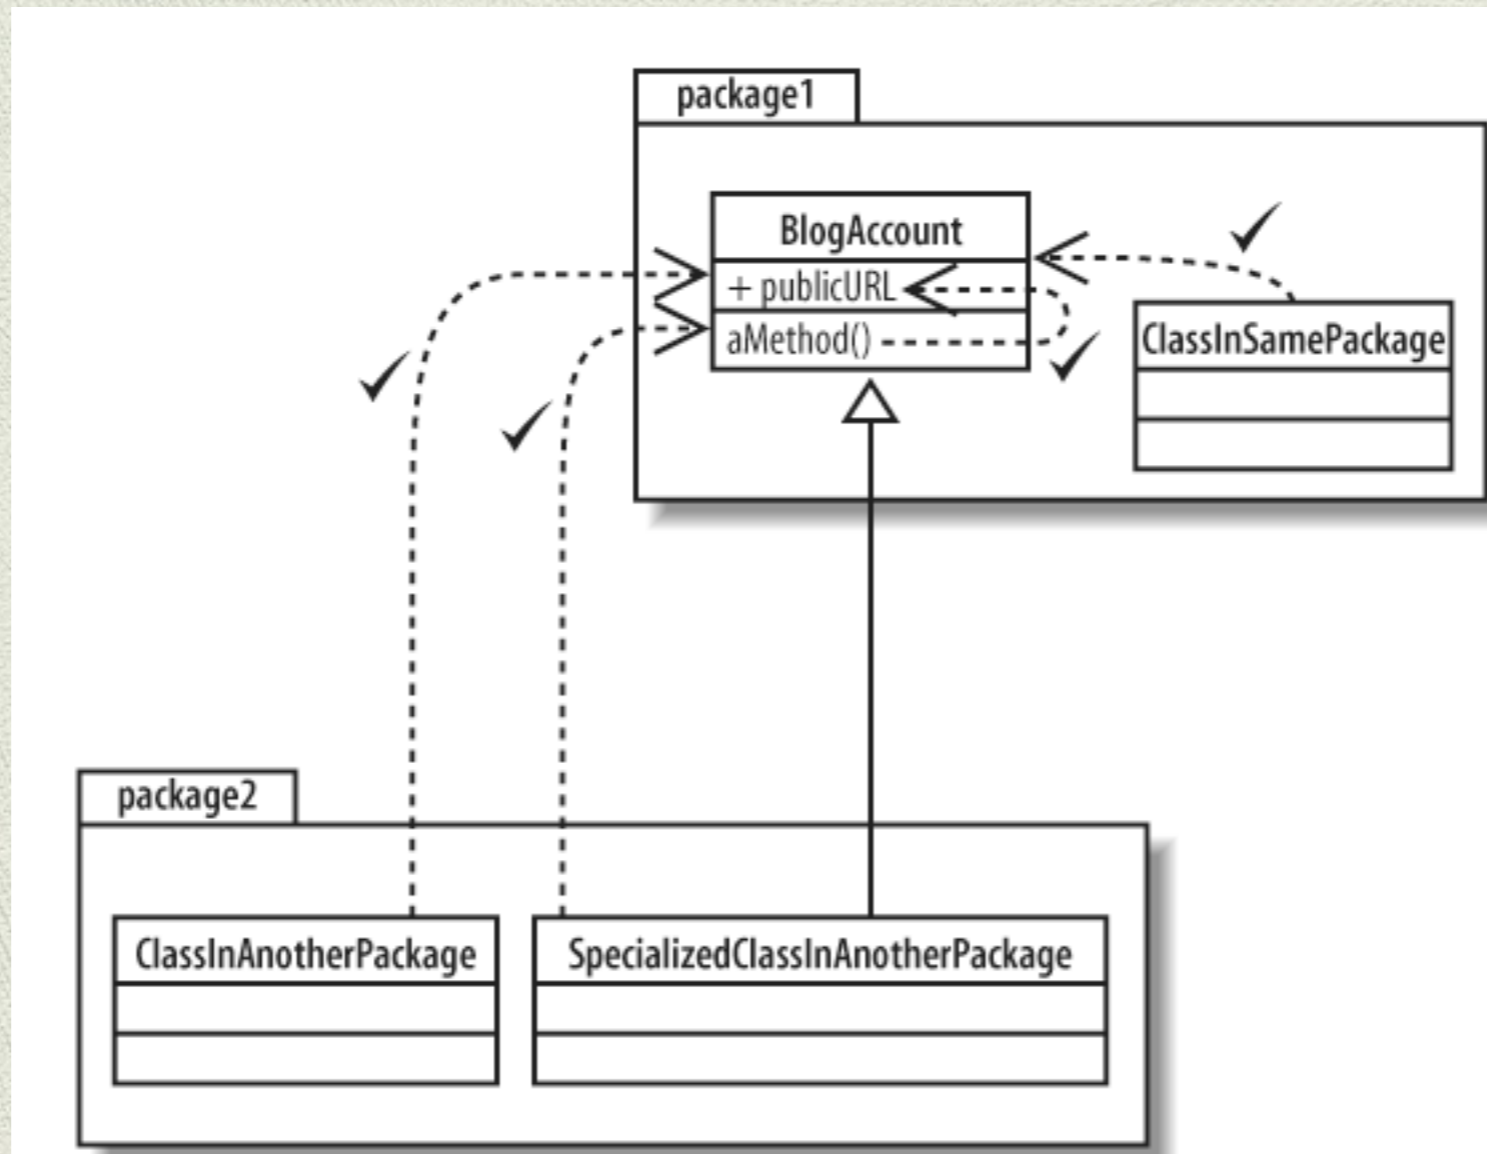 package1
BlogAccount
+ publicURL
aMethod()
ClassInSamePackage
package2
ClassInAnotherPackage
SpecializedClassInAnotherPackage